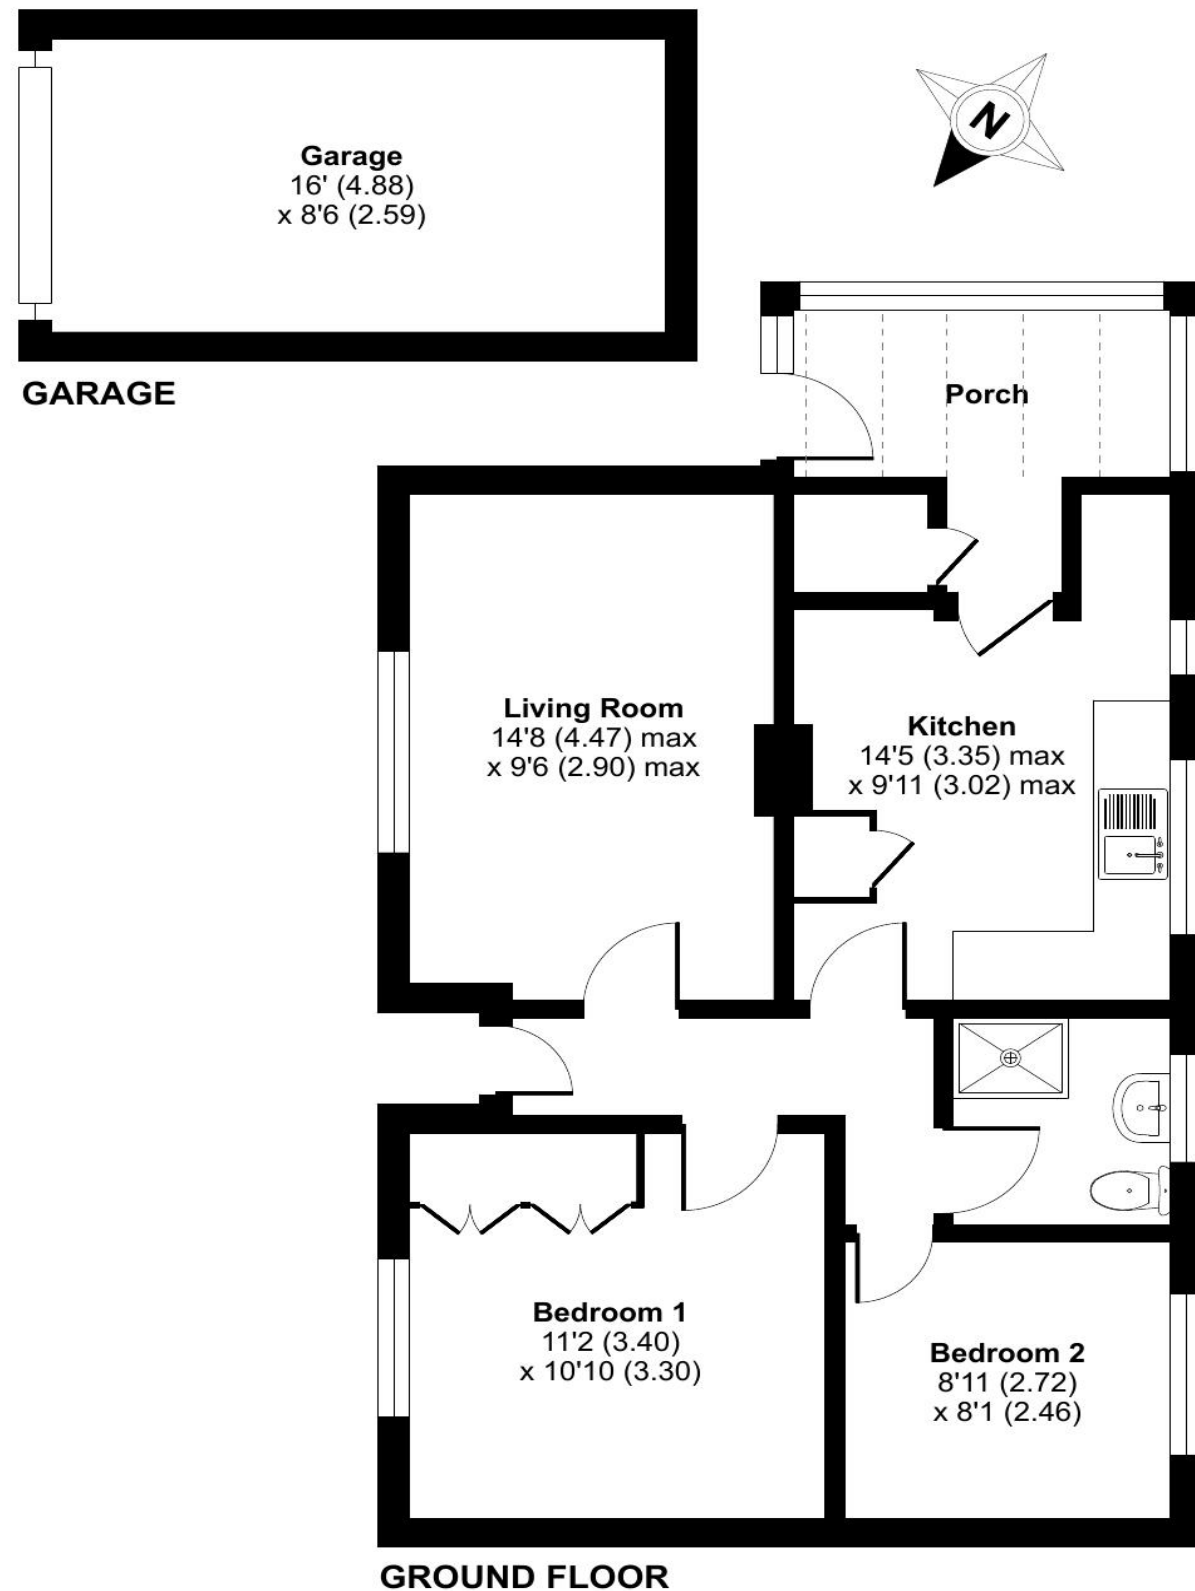 Garage
16' (4.88)
x 8'6 (2.59)
N
GARAGE
Porch
Living Room
14'8 (4.47) max
x 9'6 (2.90) max
Kitchen
14'5 (3.35) max
x 9'11 (3.02) max
Bedroom 1
11'2 (3.40)
x 10'10 (3.30)
Bedroom 2
8'11 (2.72)
x 8'1 (2.46)
GROUND FLOOR